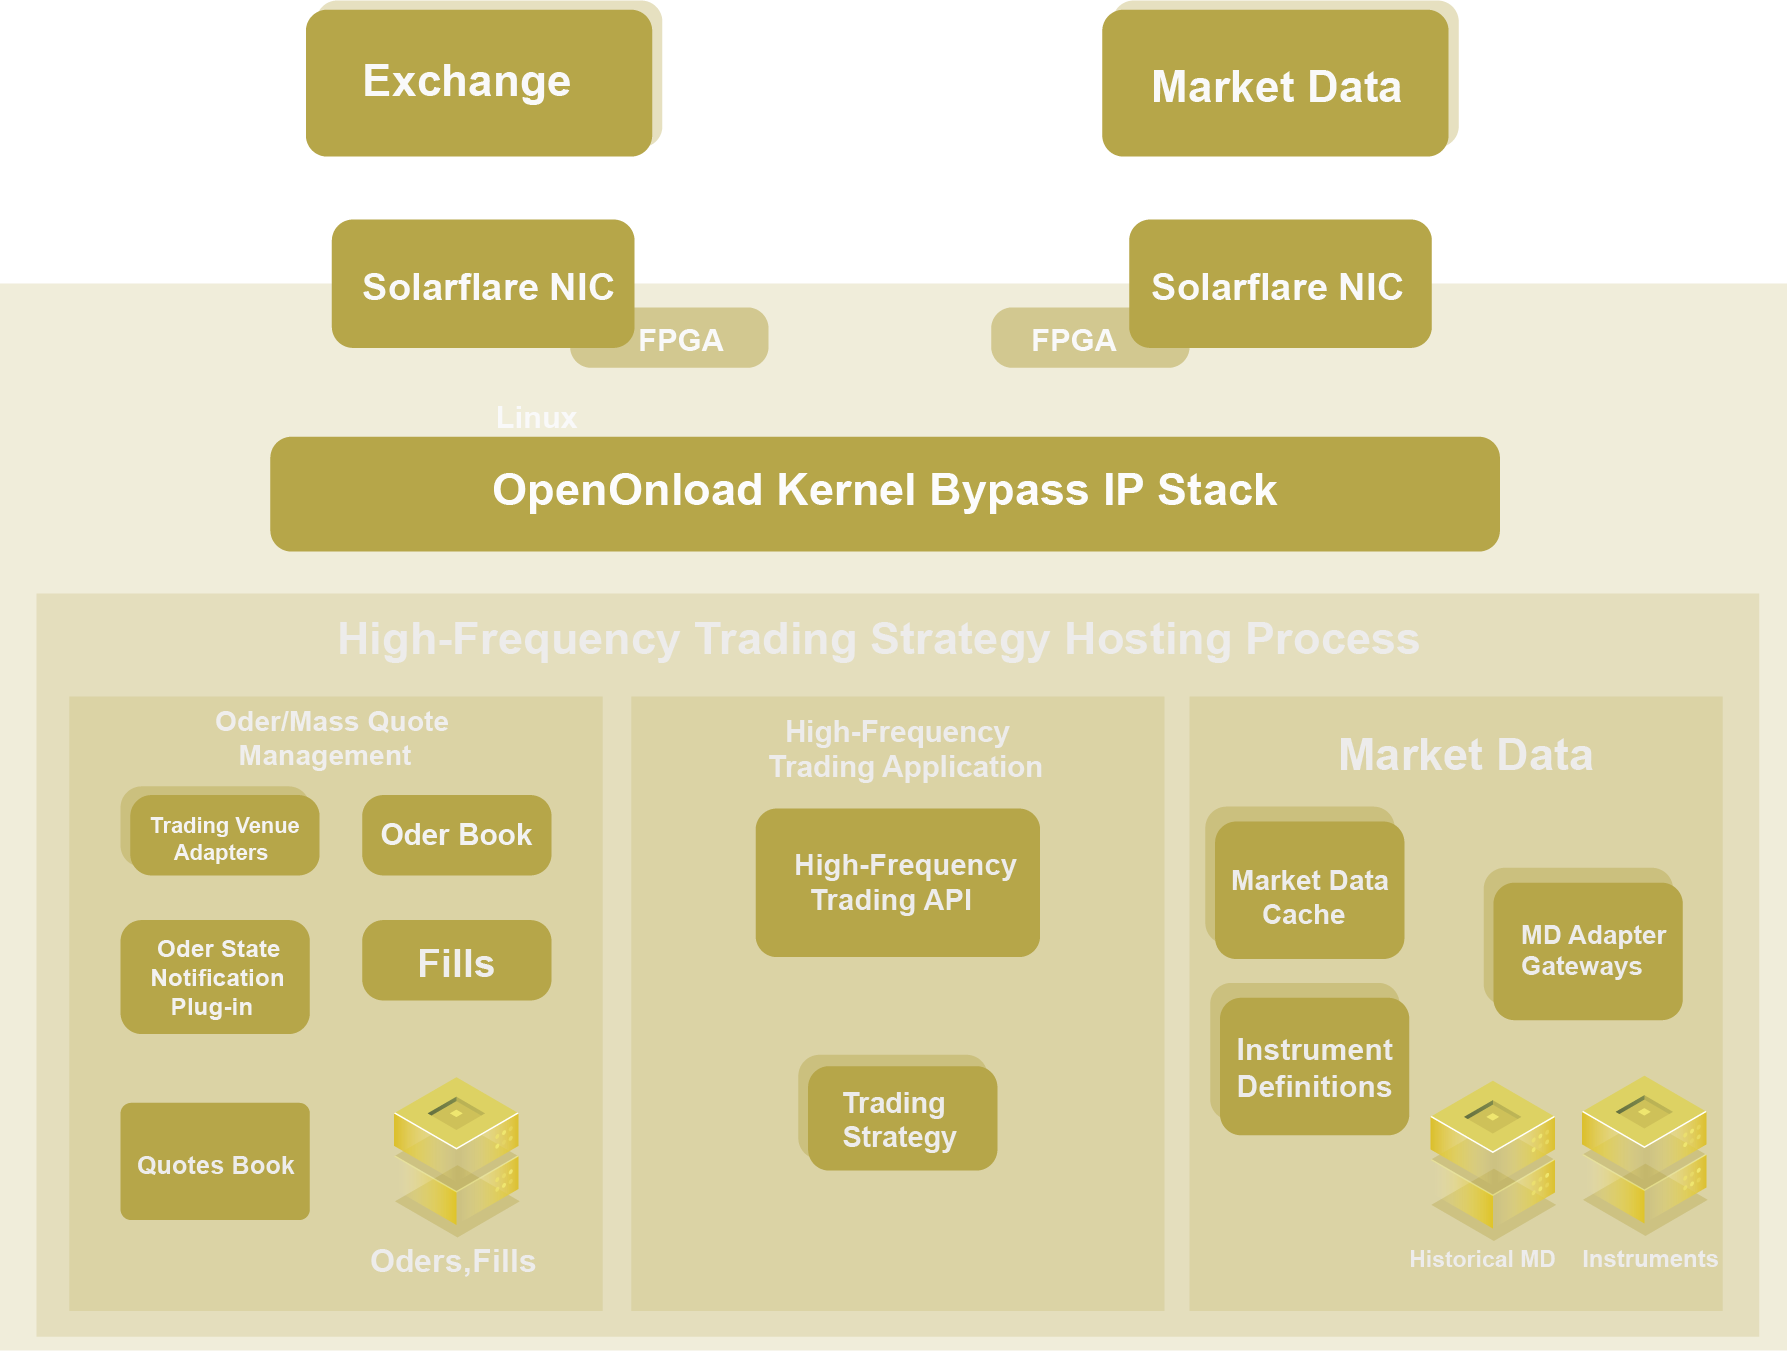 Exchange
Market Data
Solarflare NIC
Solarflare NIC
FPGA
FPGA
Linux
OpenOnload Kernel Bypass IP Stack
High-Frequency Trading Strategy Hosting Process
Oder/Mass Quote
Management
Trading Venue
Adapters
Oder Book
Oder State
Notification
Plug-in
Fills
Quotes Book
Oders,Fills
High-Frequency
Trading Application
High-Frequency
Trading API
Trading
Strategy
Market Data
Market Data
Cache
MD Adapter
Gateways
Instrument
Definitions
Historical MD
Instruments